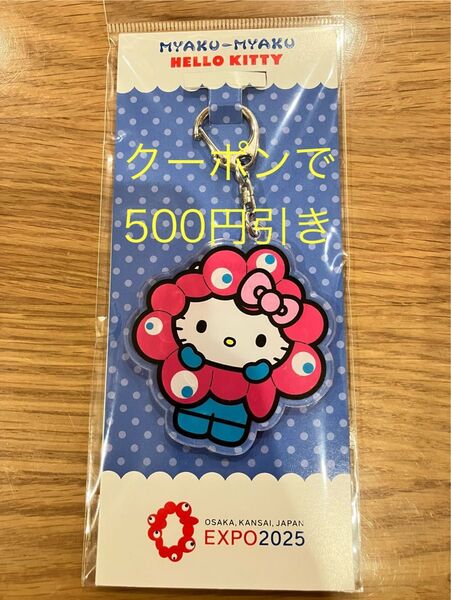 MYAKU-MYAKU
HELLO KITTY
クーポンで
500円引き
OSAKA, KANSAI, JAPAN
EXPO2025